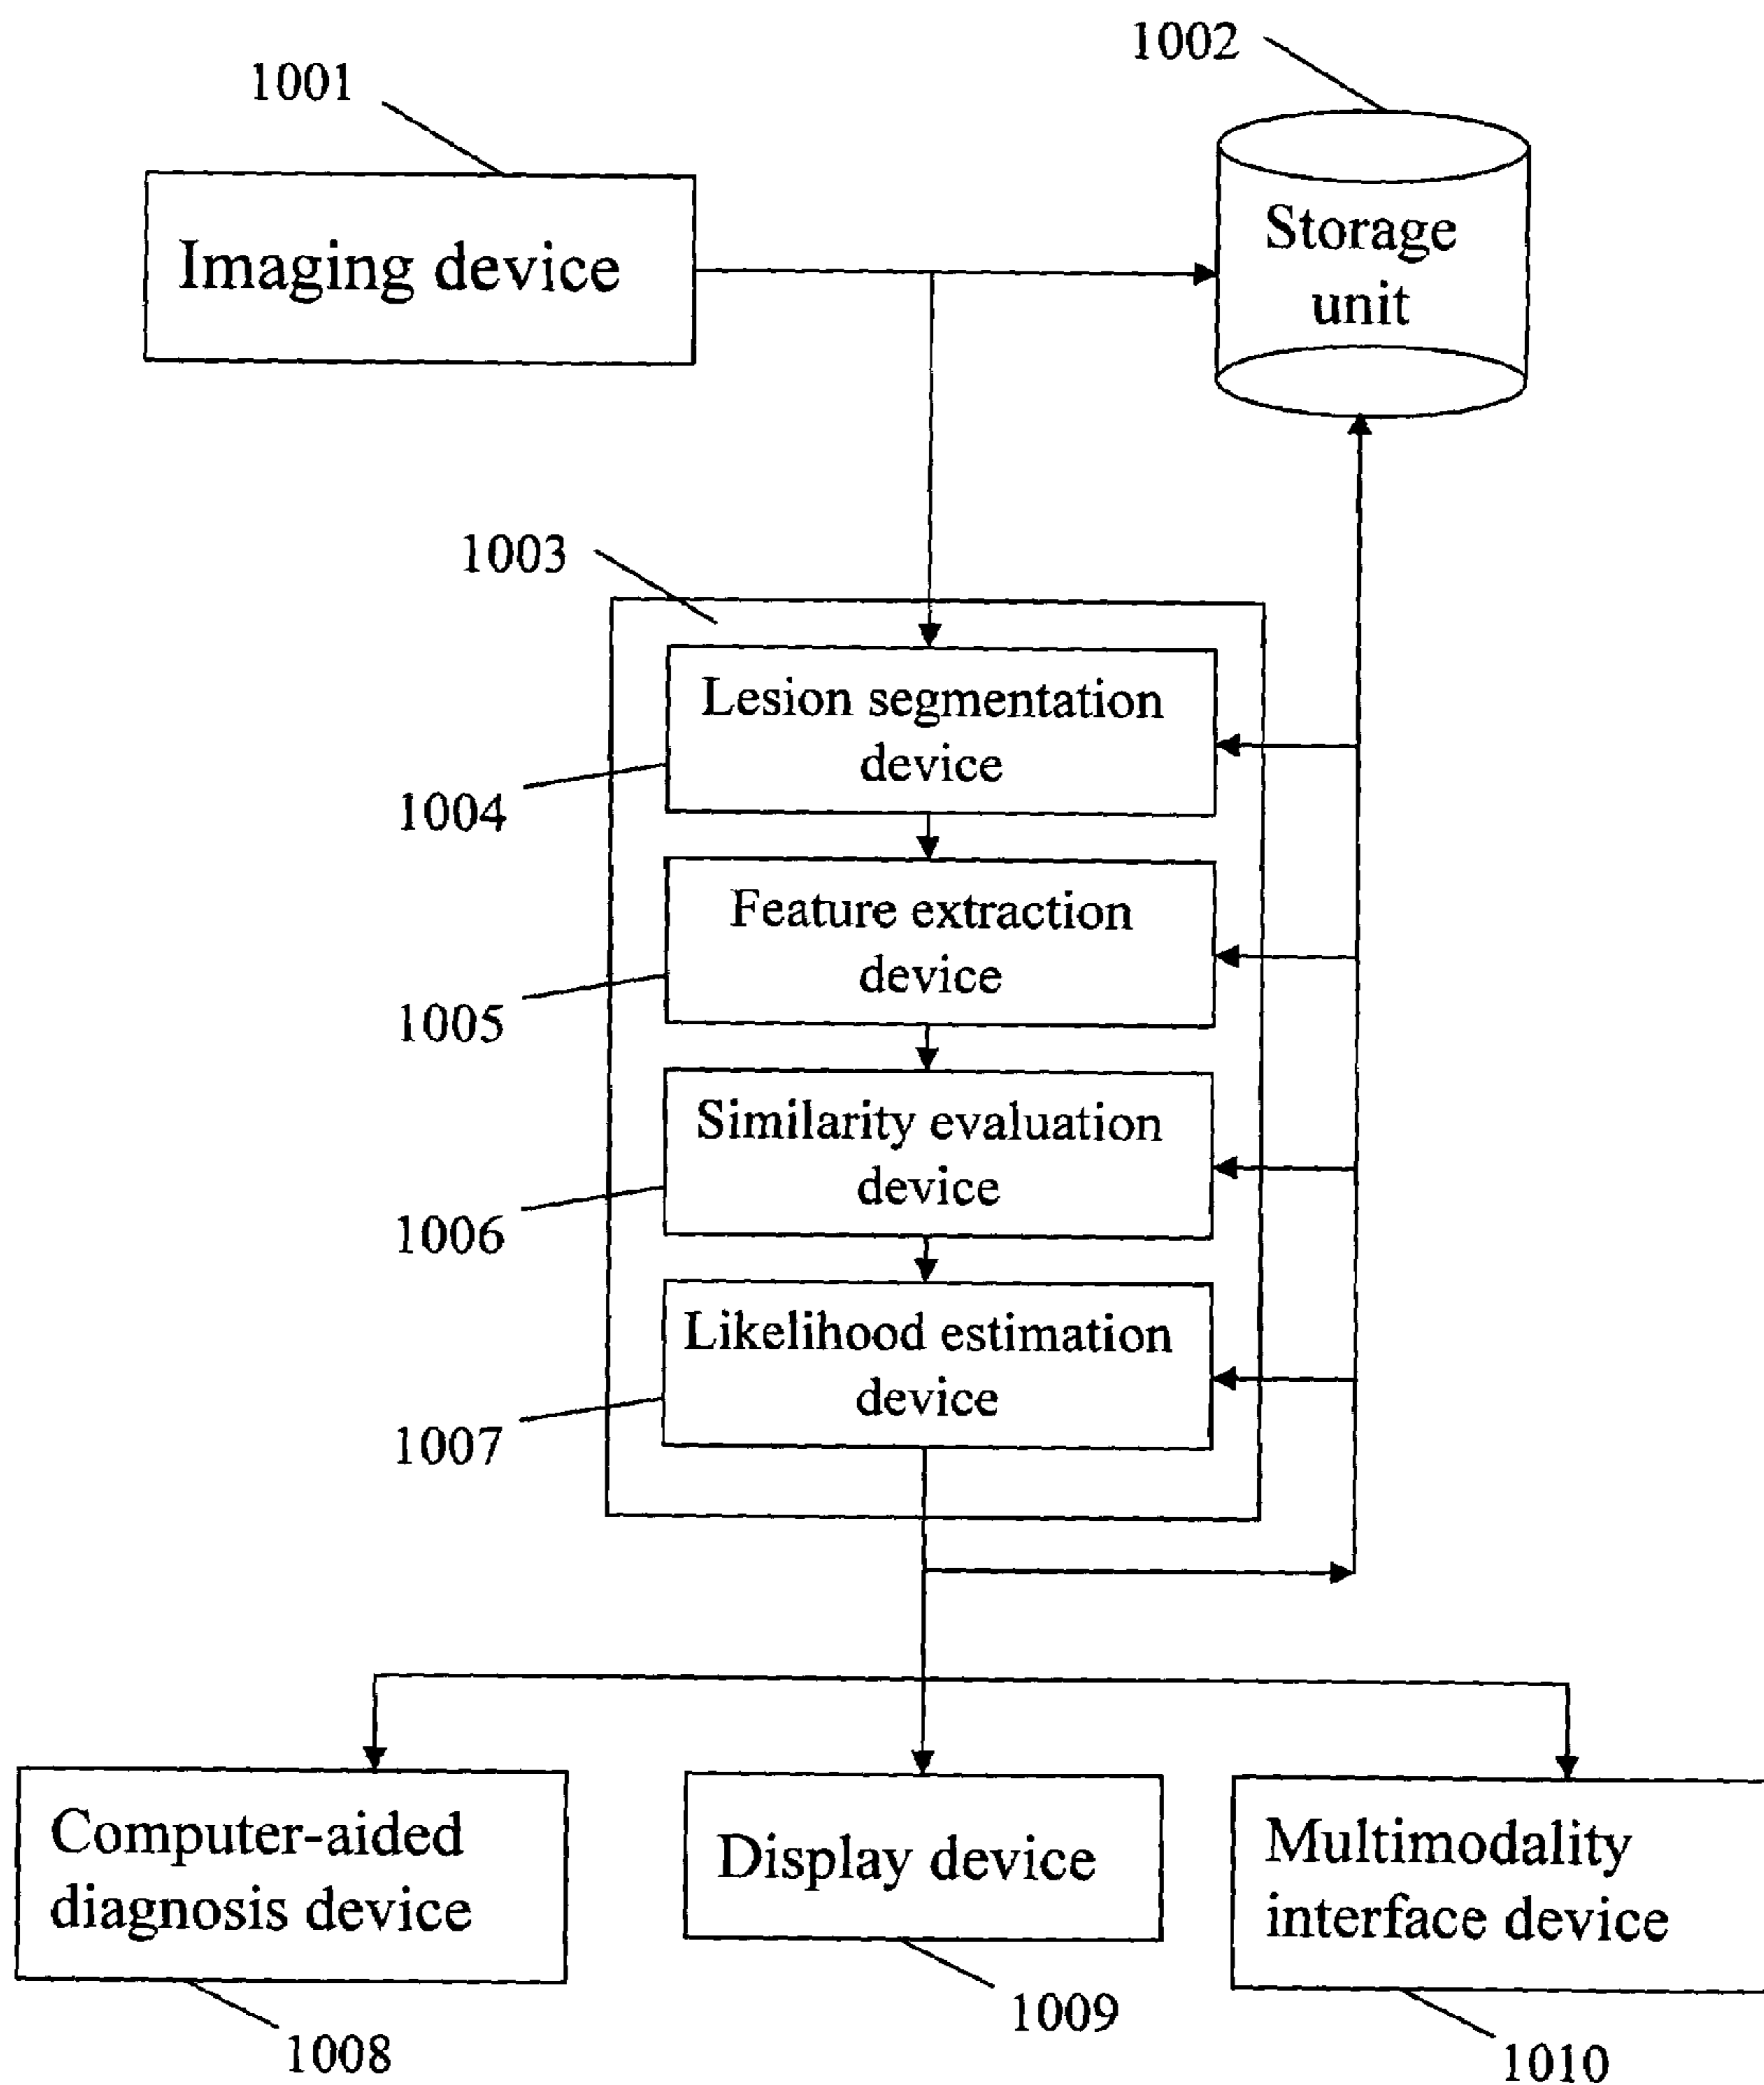 1002
1001
Imaging device
Storage
unit
1003
Lesion segmentation
device
1004
Feature extraction
device
1005
Similarity evaluation
device
1006
Likelihood estimation
device
1007
Computer-aided
diagnosis device
Display device
Multimodality
interface device
1008
1009
1010